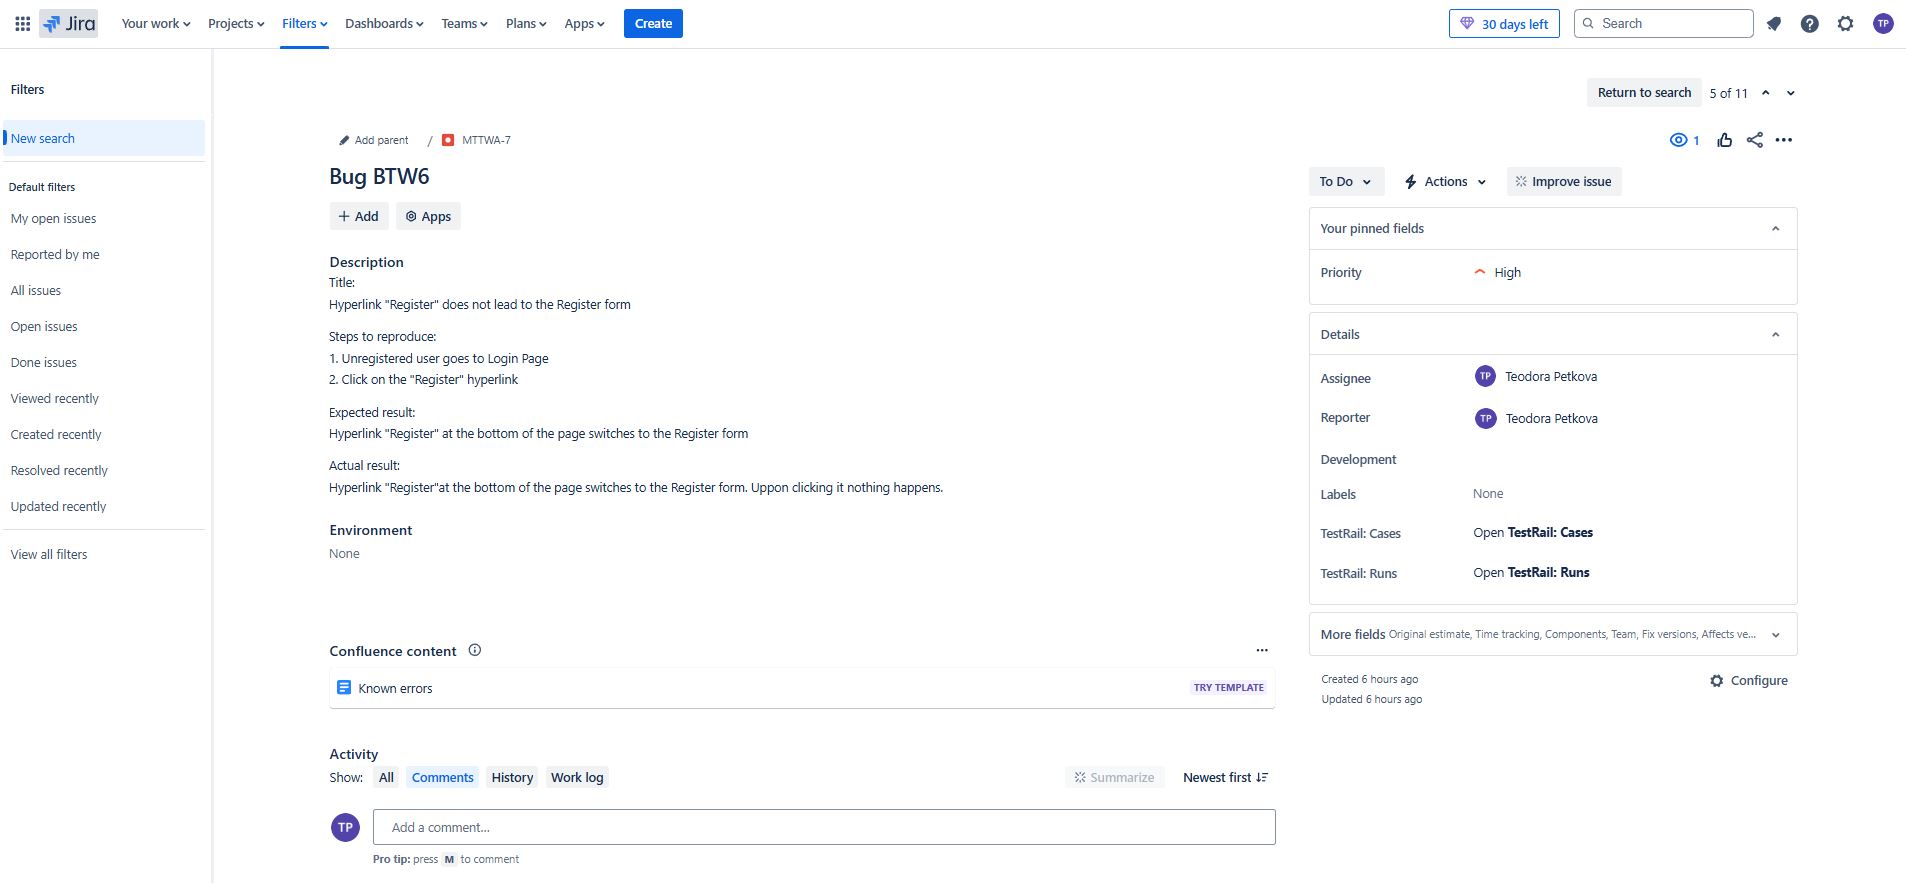 Jira Your work Projects Filters Dashboards Teams Plans Apps Create 30 days left Search TP
Filters
New search
Default filters
My open issues
Reported by me
All issues
Open issues
Done issues
Viewed recently
Created recently
Resolved recently
Updated recently
View all filters
Return to search 5 of 11
Add parent / MTTWA-7
1
Bug BTW6
Add Apps
Description
Title:
Hyperlink "Register" does not lead to the Register form
Steps to reproduce:
1. Unregistered user goes to Login Page
2. Click on the "Register" hyperlink
Expected result:
Hyperlink "Register" at the bottom of the page switches to the Register form
Actual result:
Hyperlink "Register"at the bottom of the page switches to the Register form. Uppon clicking it nothing happens.
Environment
None
Confluence content
Known errors TRY TEMPLATE
Activity
Show: All Comments History Work log Summarize Newest first
TP Add a comment...
Pro tip: press M to comment
To Do Actions Improve issue
Your pinned fields
Priority High
Details
Assignee TP Teodora Petkova
Reporter TP Teodora Petkova
Development
Labels None
TestRail: Cases Open TestRail: Cases
TestRail: Runs Open TestRail: Runs
More fields Original estimate, Time tracking, Components, Team, Fix versions, Affects ve...
Created 6 hours ago Configure
Updated 6 hours ago